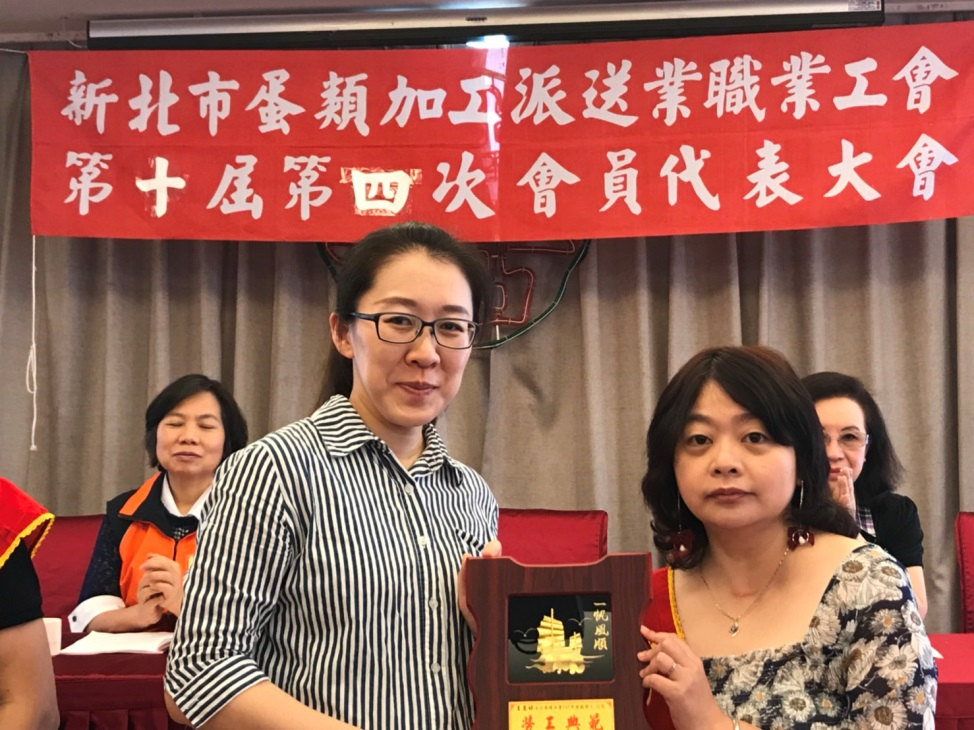 新北市蛋類加工派送業職業工會
第十屆第四次會員代表大會
一帆風順
勞工典範